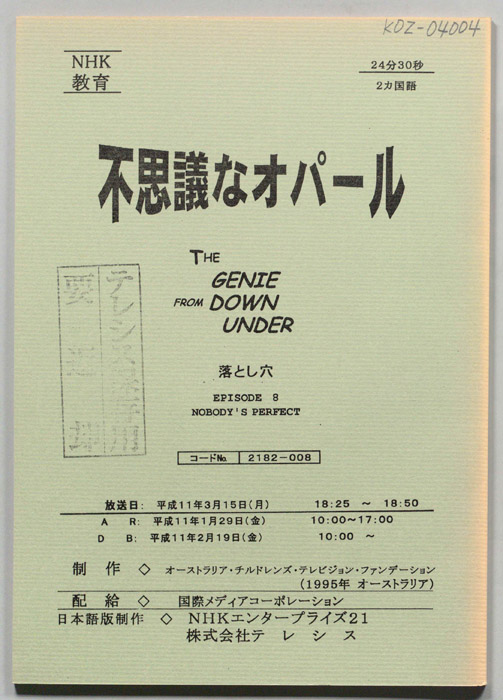 KOZ-04004
NHK
教育
24分30秒
2カ国語
不思議なオパール
THE
GENIE
FROM DOWN
UNDER
落とし穴
EPISODE 8
NOBODY'S PERFECT
コードNo. 2182-008
放送日: 平成11年3月15日(月) 18:25 ～ 18:50
A R: 平成11年1月29日(金) 10:00～17:00
D B: 平成11年2月19日(金) 10:00 ～
制 作 ◇ オーストラリア・チルドレンズ・テレビジョン・ファンデーション
(1995年 オーストラリア)
配 給 ◇ 国際メディアコーポレーション
日本語版制作 ◇ NHKエンタープライズ21
株式会社テ レ シ ス